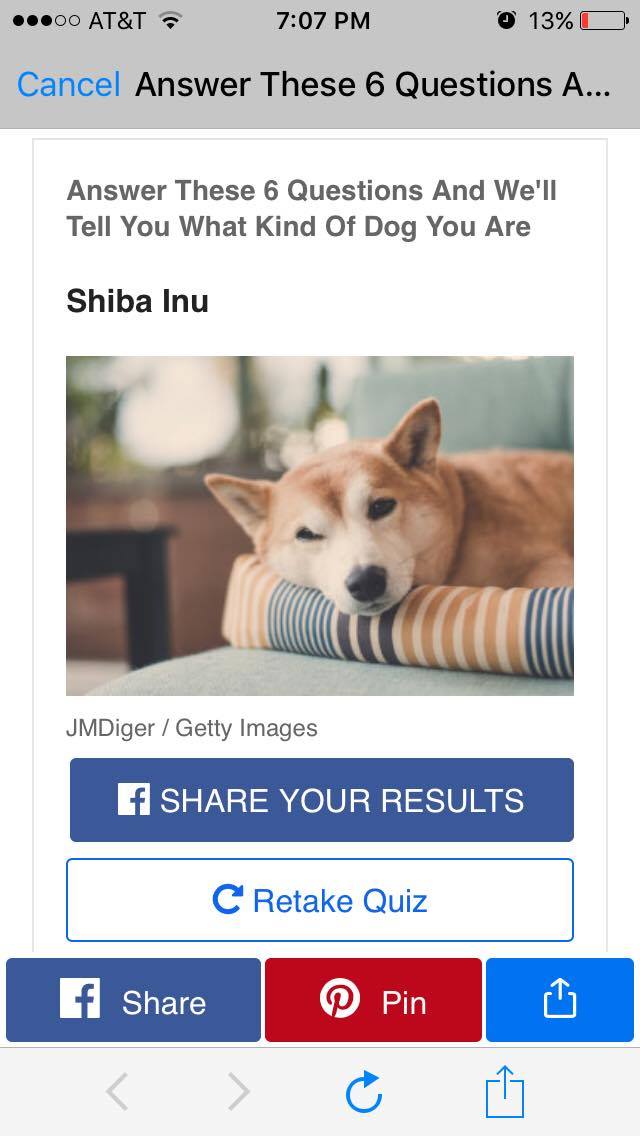 AT&T 7:07 PM 13%
Cancel Answer These 6 Questions A...
Answer These 6 Questions And We'll
Tell You What Kind Of Dog You Are
Shiba Inu
JMDiger / Getty Images
SHARE YOUR RESULTS
Retake Quiz
Share Pin